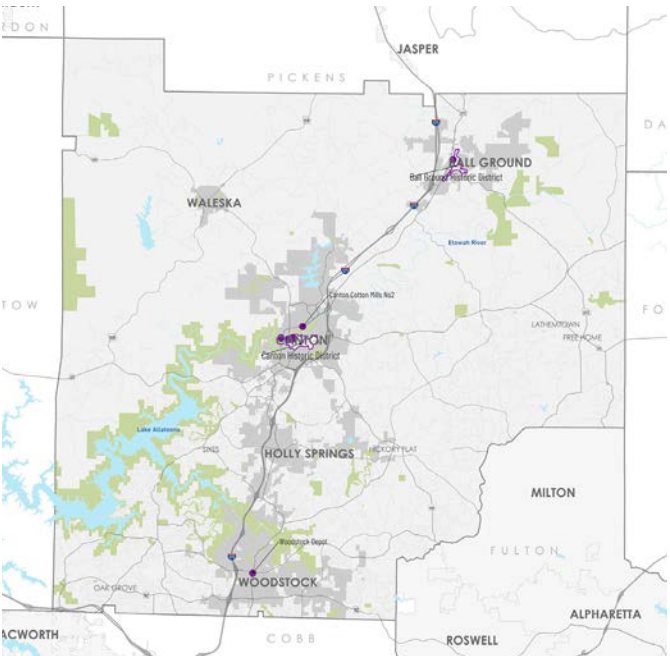 JASPER
PICKENS
BALL GROUND
Ball Ground Historic District
WALESKA
Etowah River
Canton Cotton Mills No2
CANTON
Canton Historic District
LATHEMTOWN
FREE HOME
Lake Allatoona
SIXES
HOLLY SPRINGS
HICKORY FLAT
MILTON
Woodstock Depot
FULTON
WOODSTOCK
OAK GROVE
ALPHARETTA
ACWORTH
COBB
ROSWELL
RDON
TOW
DA
FO